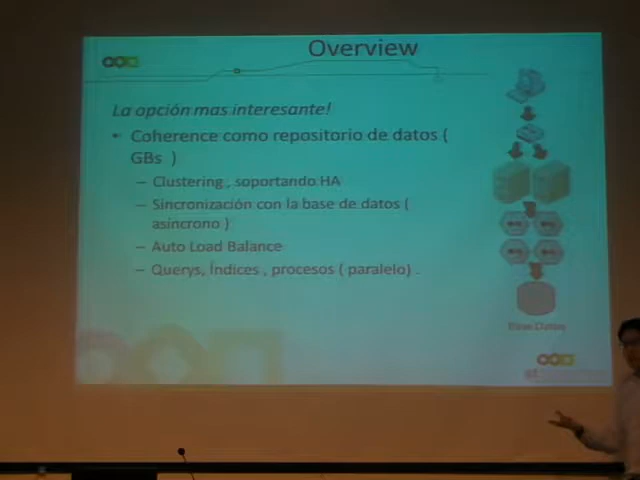 Overview
La opción mas interesante!
• Coherence como repositorio de datos (
GBs )
– Clustering , soportando HA
– Sincronización con la base de datos (
asíncrono )
– Auto Load Balance
– Querys, Índices , procesos ( paralelo) .
Base Datos